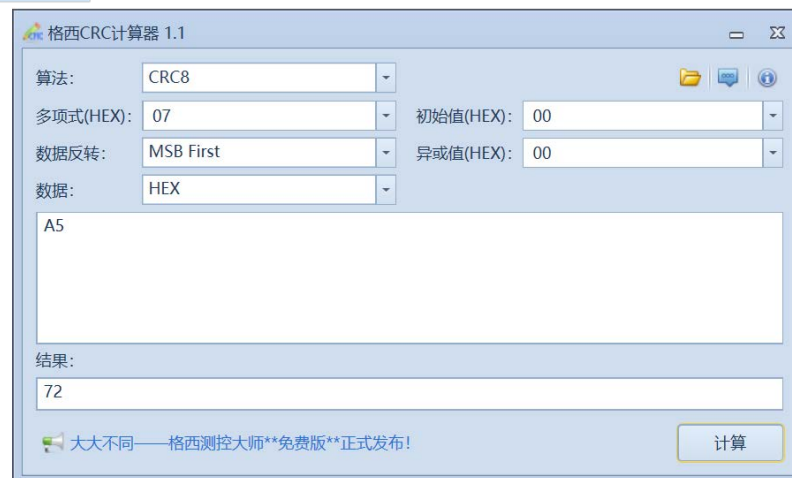 格西CRC计算器 1.1
算法: CRC8
多项式(HEX): 07 初始值(HEX): 00
数据反转: MSB First 异或值(HEX): 00
数据: HEX
A5
结果:
72
大大不同——格西测控大师**免费版**正式发布! 计算